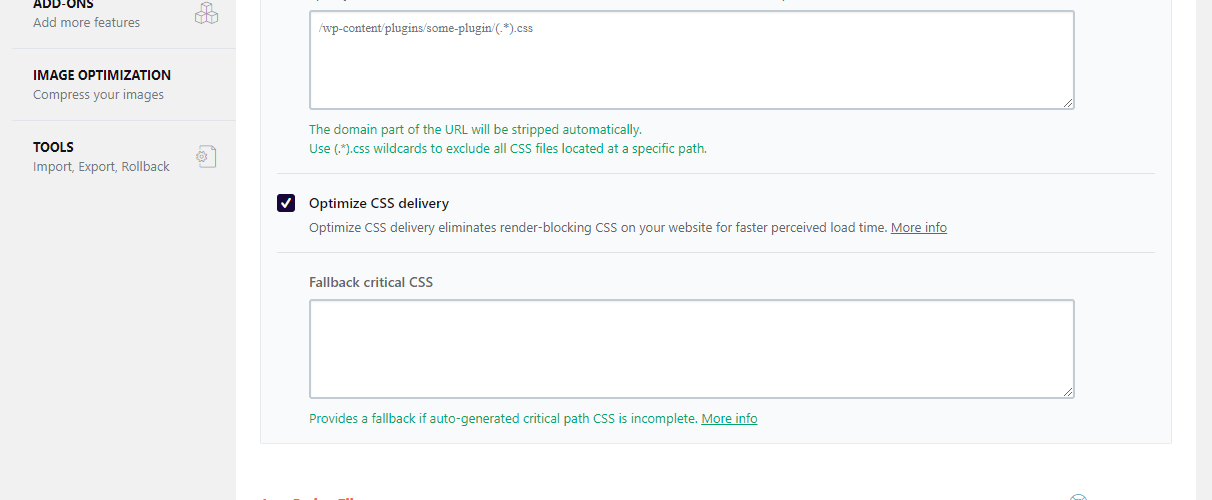 ADD-ONS
Add more features
IMAGE OPTIMIZATION
Compress your images
TOOLS
Import, Export, Rollback
/wp-content/plugins/some-plugin/(.*).css
The domain part of the URL will be stripped automatically.
Use (.*).css wildcards to exclude all CSS files located at a specific path.
Optimize CSS delivery
Optimize CSS delivery eliminates render-blocking CSS on your website for faster perceived load time. More info
Fallback critical CSS
Provides a fallback if auto-generated critical path CSS is incomplete. More info